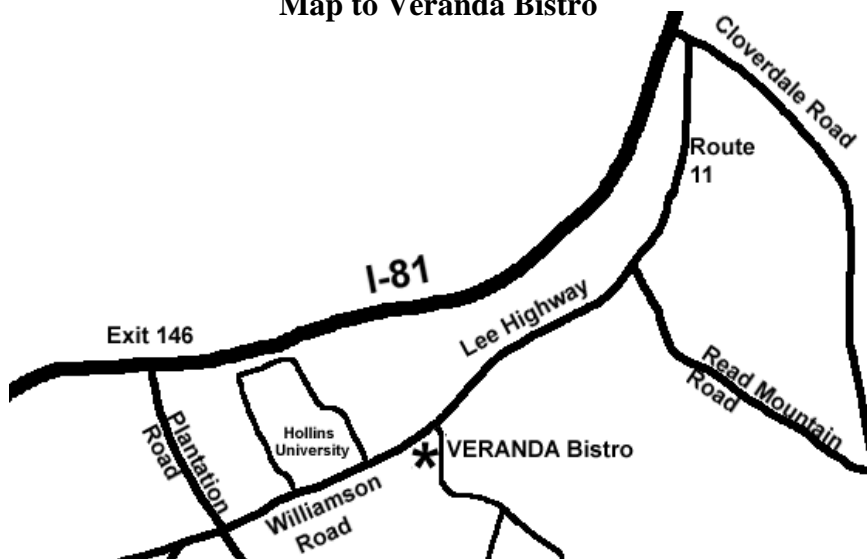 Map to Veranda Bistro
Cloverdale Road
Route
11
I-81
Lee Highway
Exit 146
Read Mountain
Road
Plantation
Road
Hollins
University
VERANDA Bistro
*
Williamson
Road